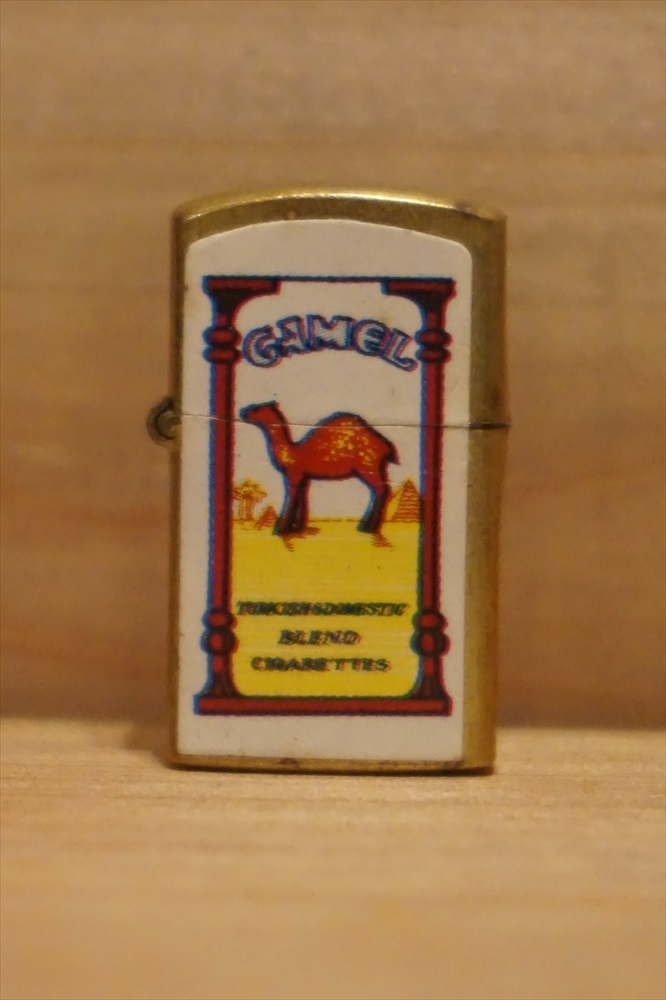 CAMEL
TURKISH & DOMESTIC
BLEND
CIGARETTES